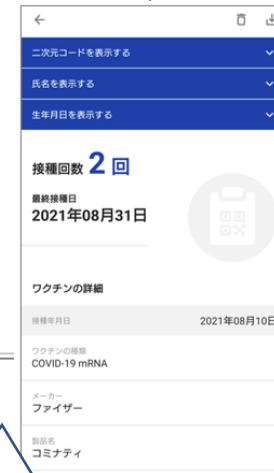 二次元コードを表示する
氏名を表示する
生年月日を表示する
接種回数 2 回
最終接種日
2021年08月31日
ワクチンの詳細
接種年月日 2021年08月10日
ワクチンの種類
COVID-19 mRNA
メーカー
ファイザー
製品名
コミナティ